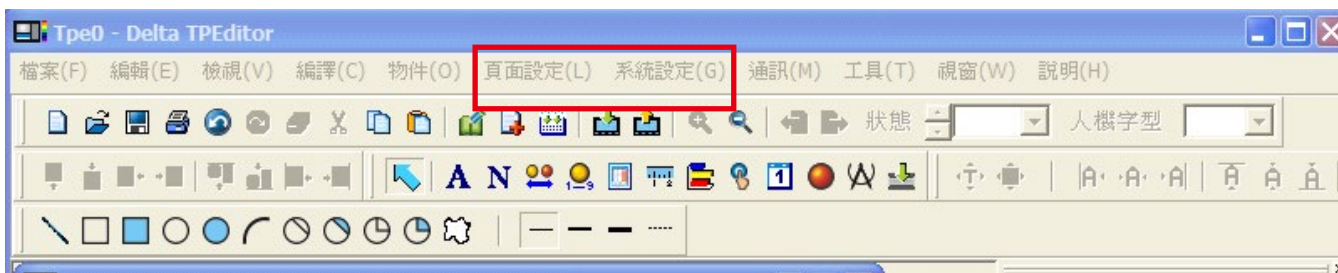 Tpe0 - Delta TPEditor
檔案(F) 編輯(E) 檢視(V) 編譯(C) 物件(O) 頁面設定(L) 系統設定(G) 通訊(M) 工具(T) 視窗(W) 說明(H)
狀態 人機字型
A N 1 A A A A A A